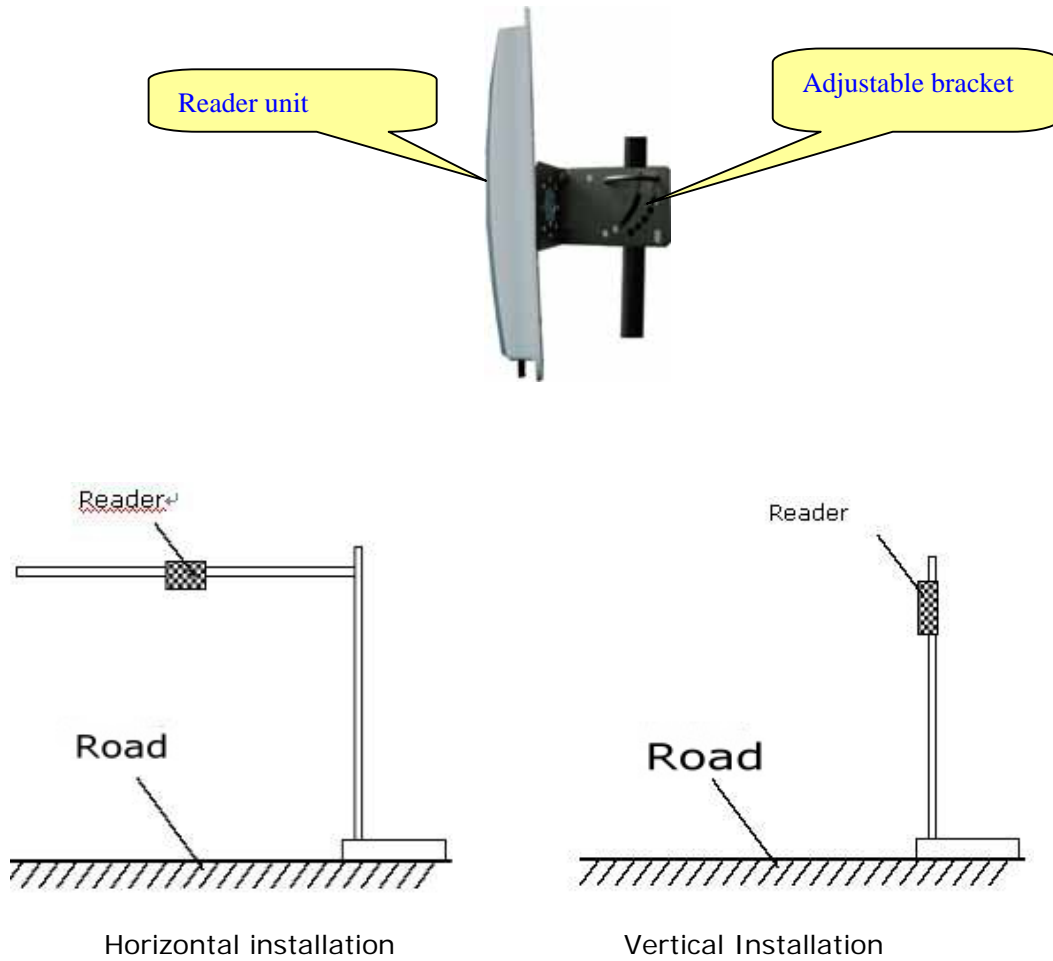 Reader unit
Adjustable bracket
Reader↵
Reader
Road
Road
Horizontal installation
Vertical Installation